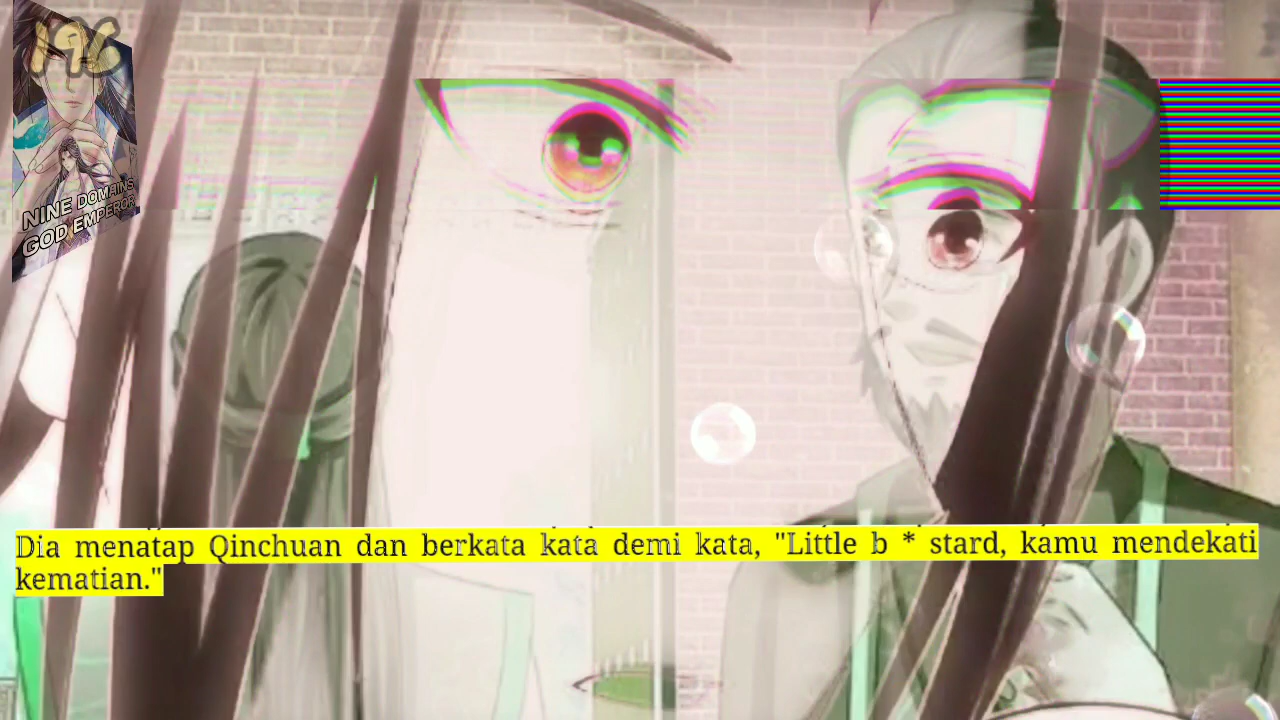 196
NINE DOMAINS
GOD EMPEROR
Dia menatap Qinchuan dan berkata kata demi kata, "Little b * stard, kamu mendekati
kematian."